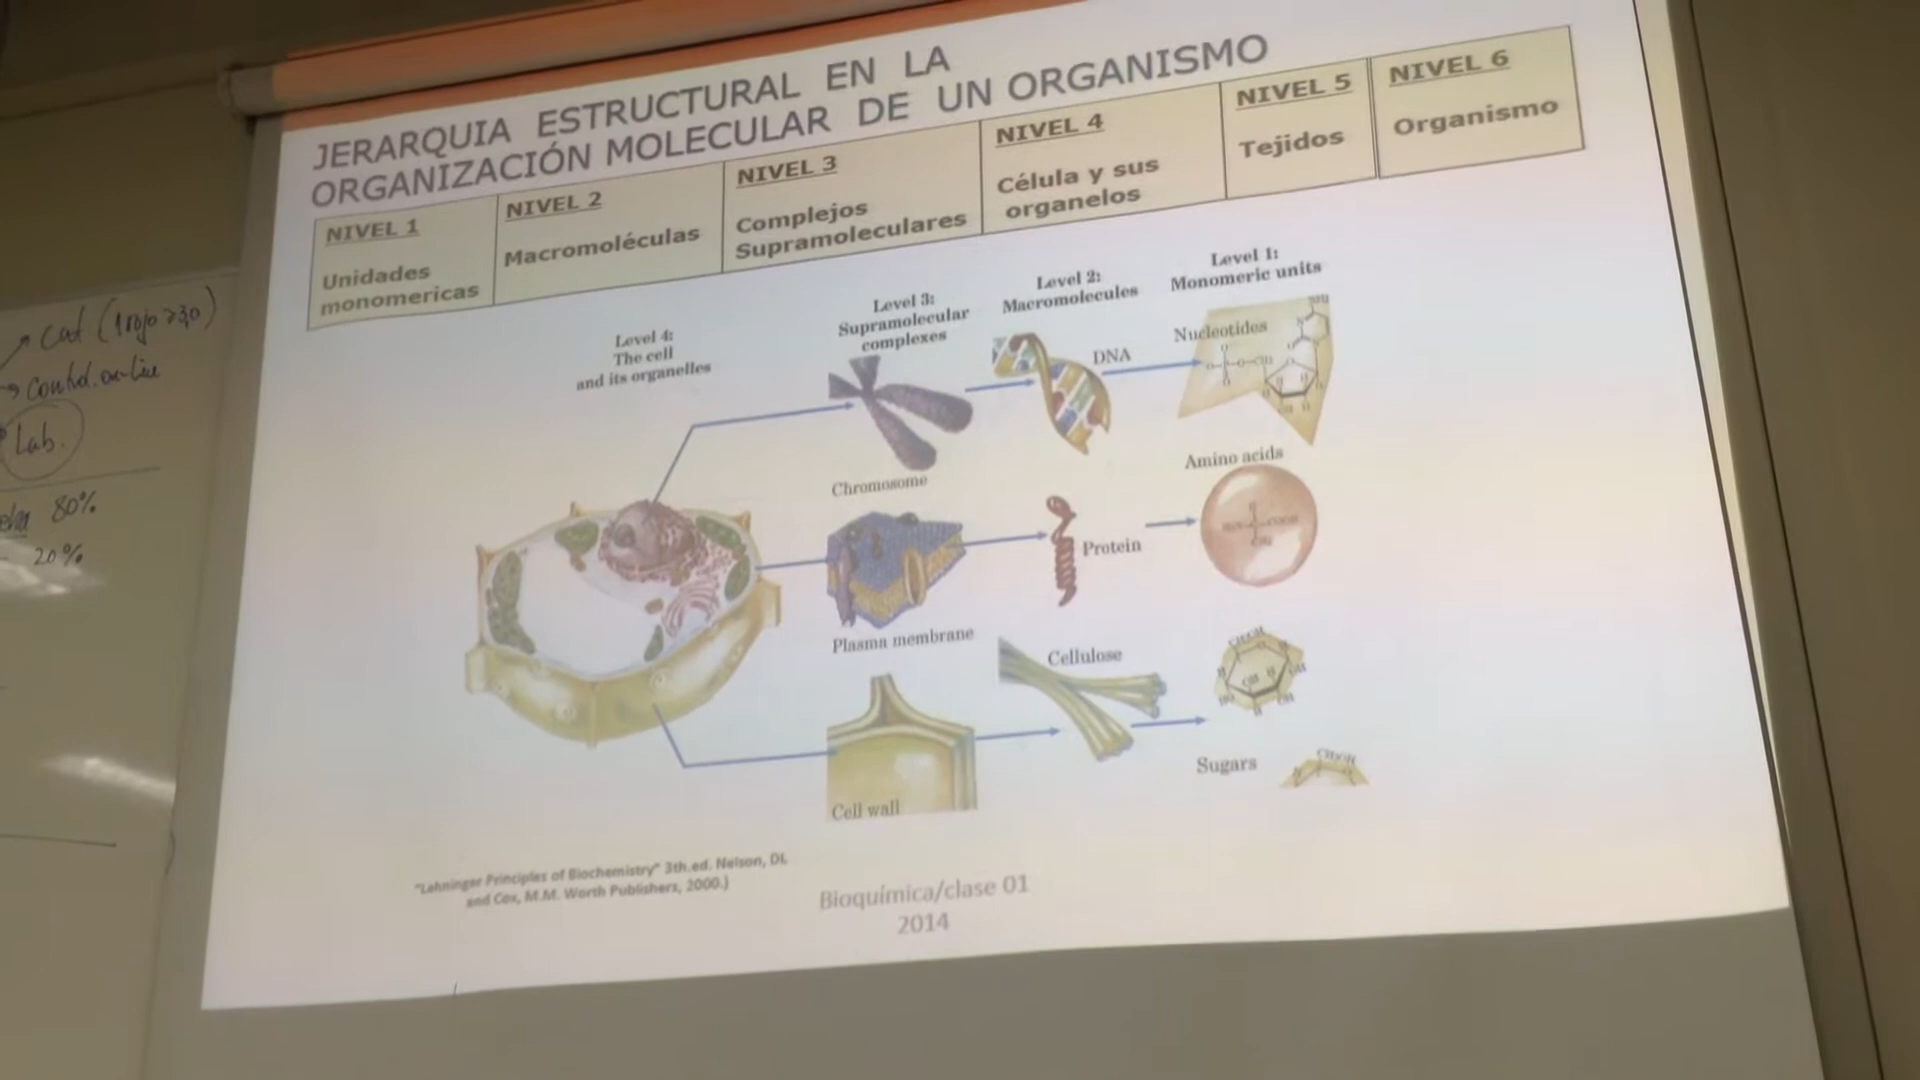 JERARQUIA ESTRUCTURAL EN LA
ORGANIZACIÓN MOLECULAR DE UN ORGANISMO
NIVEL 1
Unidades
monomericas
NIVEL 2
Macromoléculas
NIVEL 3
Complejos
Supramoleculares
NIVEL 4
Célula y sus
organelos
NIVEL 5
Tejidos
NIVEL 6
Organismo
Level 4:
The cell
and its organelles
Level 3:
Supramolecular
complexes
Level 2:
Macromolecules
Level 1:
Monomeric units
DNA
Nucleotides
Chromosome
Amino acids
Protein
Plasma membrane
Cellulose
Cell wall
Sugars
"Lehninger Principles of Biochemistry" 3th.ed. Nelson, DL
and Cox, M.M. Worth Publishers, 2000.)
Bioquímica/clase 01
2014
Control. on-line
Lab.
80%
20%